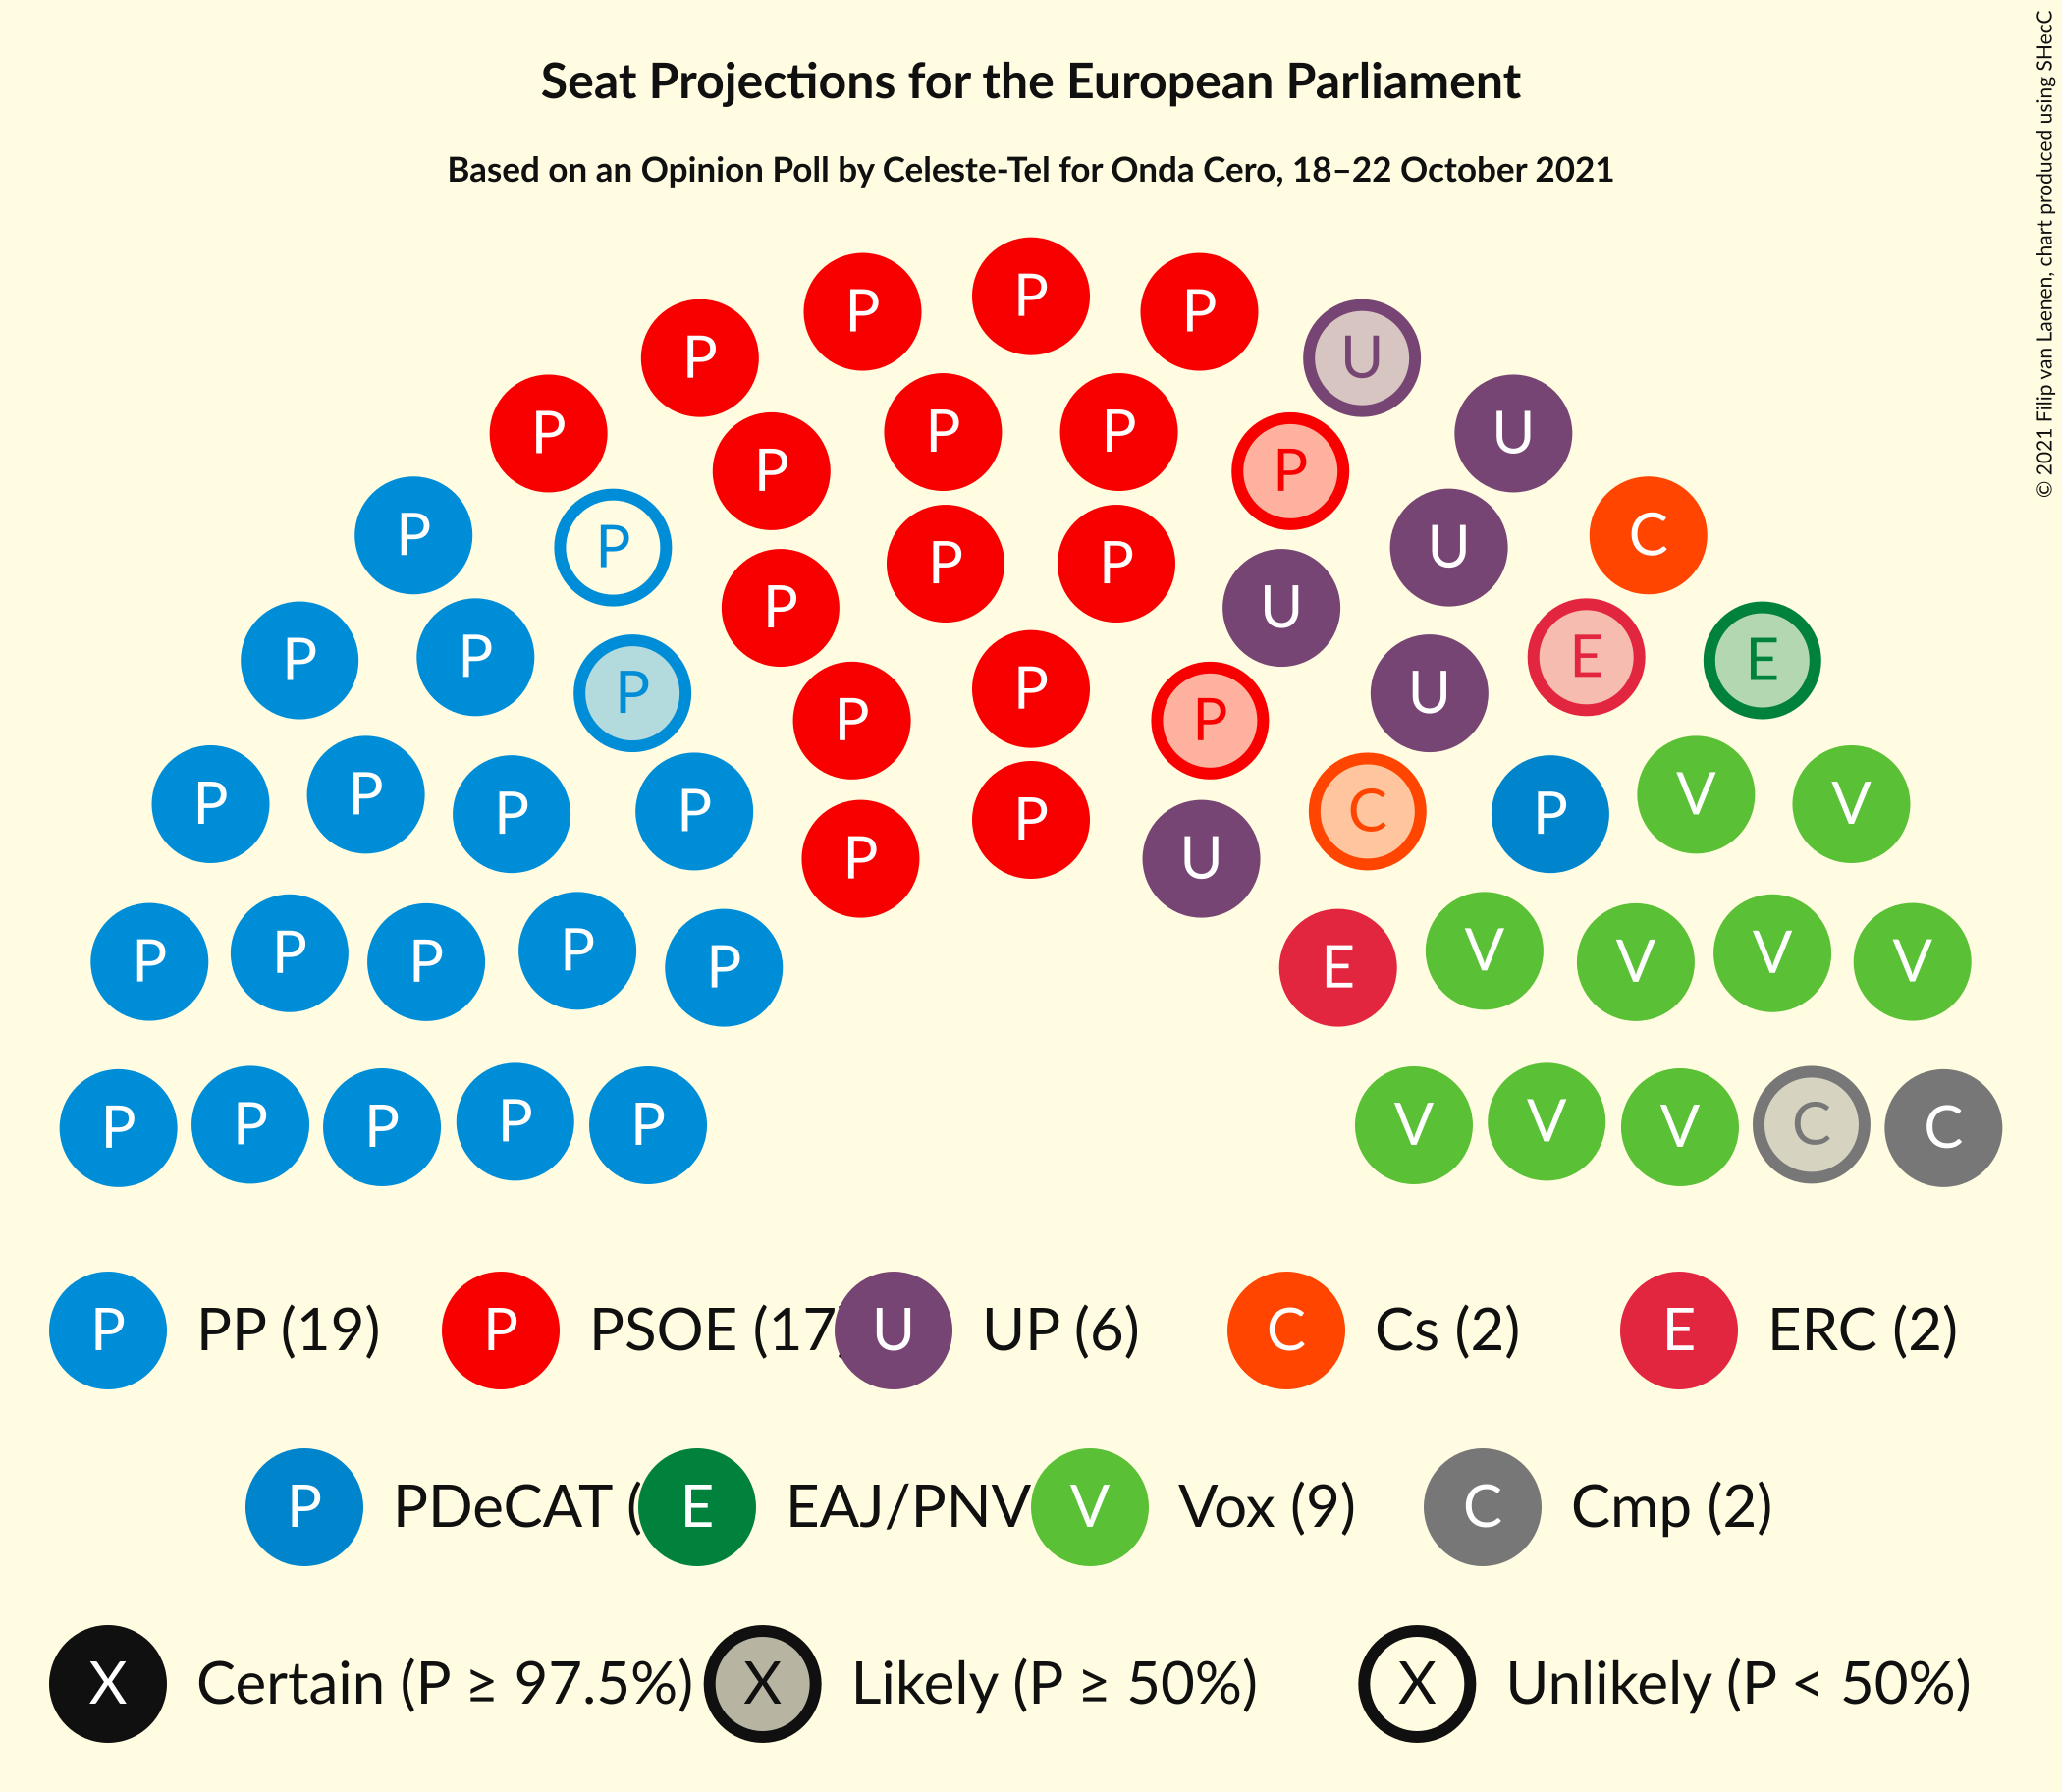 Seat Projections for the European Parliament
Based on an Opinion Poll by Celeste-Tel for Onda Cero, 18–22 October 2021
© 2021 Filip van Laenen, chart produced using SHecC
P
P P
P U
P P P U
P P
P P P P U C
P U
P P P P U E E
P P
P P P P P C P V V
P U
P P P P P E V V V V
P P P P P V V V C C
P PP (19) P PSOE (17 U UP (6) C Cs (2) E ERC (2)
P PDeCAT ( E EAJ/PNV V Vox (9) C Cmp (2)
X Certain (P ≥ 97.5%) X Likely (P ≥ 50%) X Unlikely (P < 50%)